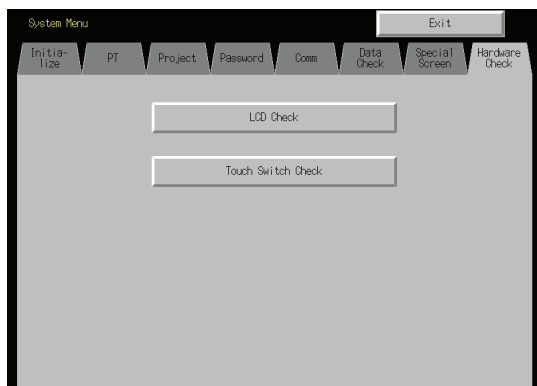 System Menu
Exit
Initia-
lize
PT
Project
Password
Comm
Data
Check
Special
Screen
Hardware
Check
LCD Check
Touch Switch Check